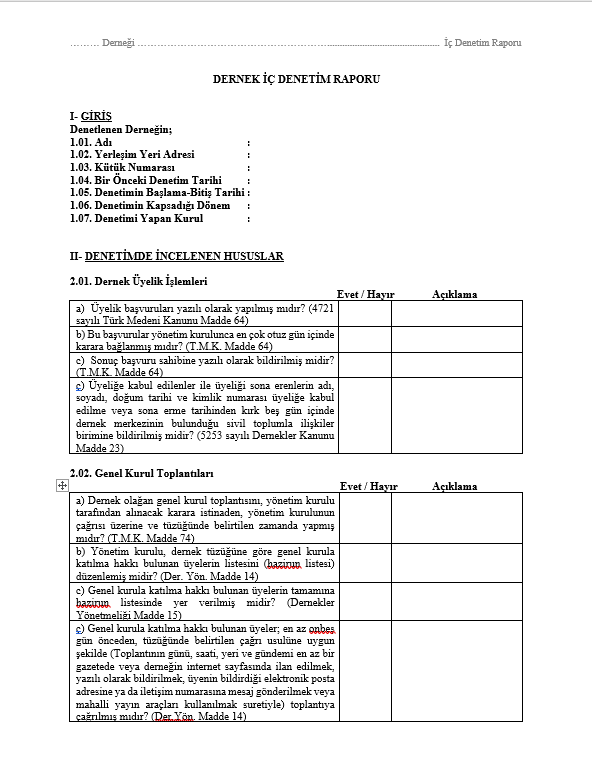 ……… Derneği …………………………………………………………………… İç Denetim Raporu
DERNEK İÇ DENETİM RAPORU
I- GİRİŞ
Denetlenen Derneğin;
1.01. Adı :
1.02. Yerleşim Yeri Adresi :
1.03. Kütük Numarası :
1.04. Bir Önceki Denetim Tarihi :
1.05. Denetimin Başlama-Bitiş Tarihi :
1.06. Denetimin Kapsadığı Dönem :
1.07. Denetimi Yapan Kurul :
II- DENETİMDE İNCELENEN HUSUSLAR
2.01. Dernek Üyelik İşlemleri
Evet / Hayır Açıklama
a) Üyelik başvuruları yazılı olarak yapılmış mıdır? (4721
sayılı Türk Medeni Kanunu Madde 64)
b) Bu başvurular yönetim kurulunca en çok otuz gün içinde
karara bağlanmış mıdır? (T.M.K. Madde 64)
c) Sonuç başvuru sahibine yazılı olarak bildirilmiş midir?
(T.M.K. Madde 64)
ç) Üyeliğe kabul edilenler ile üyeliği sona erenlerin adı,
soyadı, doğum tarihi ve kimlik numarası üyeliğe kabul
edilme veya sona erme tarihinden kırk beş gün içinde
dernek merkezinin bulunduğu sivil toplumla ilişkiler
birimine bildirilmiş midir? (5253 sayılı Dernekler Kanunu
Madde 23)
2.02. Genel Kurul Toplantıları
Evet / Hayır Açıklama
a) Dernek olağan genel kurul toplantısını, yönetim kurulu
tarafından alınacak karara istinaden, yönetim kurulunun
çağrısı üzerine ve tüzüğünde belirtilen zamanda yapmış
mıdır? (T.M.K. Madde 74)
b) Yönetim kurulu, dernek tüzüğüne göre genel kurula
katılma hakkı bulunan üyelerin listesini (hazirun listesi)
düzenlemiş midir? (Der. Yön. Madde 14)
c) Genel kurula katılma hakkı bulunan üyelerin tamamına
hazirun listesinde yer verilmiş midir? (Dernekler
Yönetmeliği Madde 15)
ç) Genel kurula katılma hakkı bulunan üyeler; en az onbeş
gün önceden, tüzüğünde belirtilen çağrı usulüne uygun
şekilde (Toplantının günü, saati, yeri ve gündemi en az bir
gazetede veya derneğin internet sayfasında ilan edilmek,
yazılı olarak bildirilmek, üyenin bildirdiği elektronik posta
adresine ya da iletişim numarasına mesaj gönderilmek veya
mahalli yayın araçları kullanılmak suretiyle) toplantıya
çağrılmış mıdır? (Der.Yön. Madde 14)